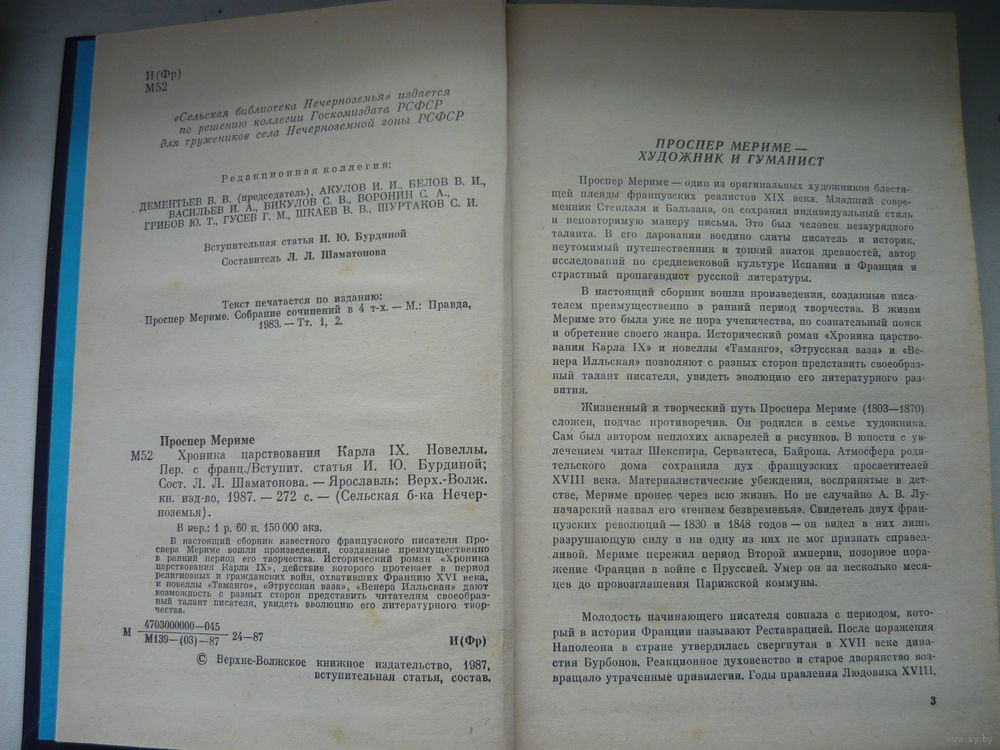 И(Фр)
М52
«Сельская библиотека Нечерноземья» издается
по решению коллегии Госкомиздата РСФСР
для тружеников села Нечерноземной зоны РСФСР
Редакционная коллегия:
ДЕМЕНТЬЕВ В. В. (председатель), АКУЛОВ И. И., БЕЛОВ В. И.,
ВАСИЛЬЕВ И. А., ВИКУЛОВ С. В., ВОРОНИН С. А.,
ГРИБОВ Ю. Т., ГУСЕВ Г. М., ШКАЕВ В. В., ШУРТАКОВ С. И.
Вступительная статья И. Ю. Бурдиной
Составитель Л. Л. Шаматонова
Текст печатается по изданию:
Проспер Мериме. Собрание сочинений в 4 т-х. — М.: Правда,
1983. — Тт. 1, 2.
Проспер Мериме
М52 Хроника царствования Карла IX. Новеллы.
Пер. с франц./Вступит. статья И. Ю. Бурдиной;
Сост. Л. Л. Шаматонова. — Ярославль: Верх.-Волж.
кн. изд-во, 1987. — 272 с. — (Сельская б-ка Нечер-
ноземья).
В пер.: 1 р. 60 к. 150 000 экз.
В настоящий сборник известного французского писателя Про-
спера Мериме вошли произведения, созданные преимущественно
в ранний период его творчества. Исторический роман «Хроника
царствования Карла IX», действие которого протекает в период
религиозных и гражданских войн, охвативших Францию XVI века,
и новеллы «Таманго», «Этрусская ваза», «Венера Илльская» дают
возможность с разных сторон представить читателям своеобраз-
ный талант писателя, увидеть эволюцию его литературного твор-
чества.
М 4703000000—045
М139—(03)—87 24—87
И(Фр)
© Верхне-Волжское книжное издательство, 1987,
вступительная статья, состав.
ПРОСПЕР МЕРИМЕ —
ХУДОЖНИК И ГУМАНИСТ
Проспер Мериме — один из оригинальных художников блестя-
щей плеяды французских реалистов XIX века. Младший совре-
менник Стендаля и Бальзака, он сохранил индивидуальный стиль
и неповторимую манеру письма. Это был человек незаурядного
таланта. В его даровании воедино слиты писатель и историк,
неутомимый путешественник и тонкий знаток древностей, автор
исследований по средневековой культуре Испании и Франции и
страстный пропагандист русской литературы.
В настоящий сборник вошли произведения, созданные писа-
телем преимущественно в ранний период творчества. В жизни
Мериме это была уже не пора ученичества, но сознательный поиск
и обретение своего жанра. Исторический роман «Хроника царство-
вания Карла IX» и новеллы «Таманго», «Этрусская ваза» и «Ве-
нера Илльская» позволяют с разных сторон представить своеобраз-
ный талант писателя, увидеть эволюцию его литературного раз-
вития.
Жизненный и творческий путь Проспера Мериме (1803—1870)
сложен, подчас противоречив. Он родился в семье художника.
Сам был автором неплохих акварелей и рисунков. В юности с ув-
лечением читал Шекспира, Сервантеса, Байрона. Атмосфера роди-
тельского дома сохранила дух французских просветителей
XVIII века. Материалистические убеждения, воспринятые в дет-
стве, Мериме пронес через всю жизнь. Но не случайно А. В. Лу-
начарский назвал его «гением безвременья». Свидетель двух фран-
цузских революций — 1830 и 1848 годов — он видел в них лишь
разрушающую силу и ни одну из них не мог признать справед-
ливой. Мериме пережил период Второй империи, позорное пора-
жение Франции в войне с Пруссией. Умер он за несколько меся-
цев до провозглашения Парижской коммуны.
Молодость начинающего писателя совпала с периодом, кото-
рый в истории Франции называют Реставрацией. После поражения
Наполеона в стране утвердилась свергнутая в XVII веке дина-
стия Бурбонов. Реакционное духовенство и старое дворянство воз-
вращало утраченные привилегии. Годы правления Людовика XVIII,
3
www.ay.by